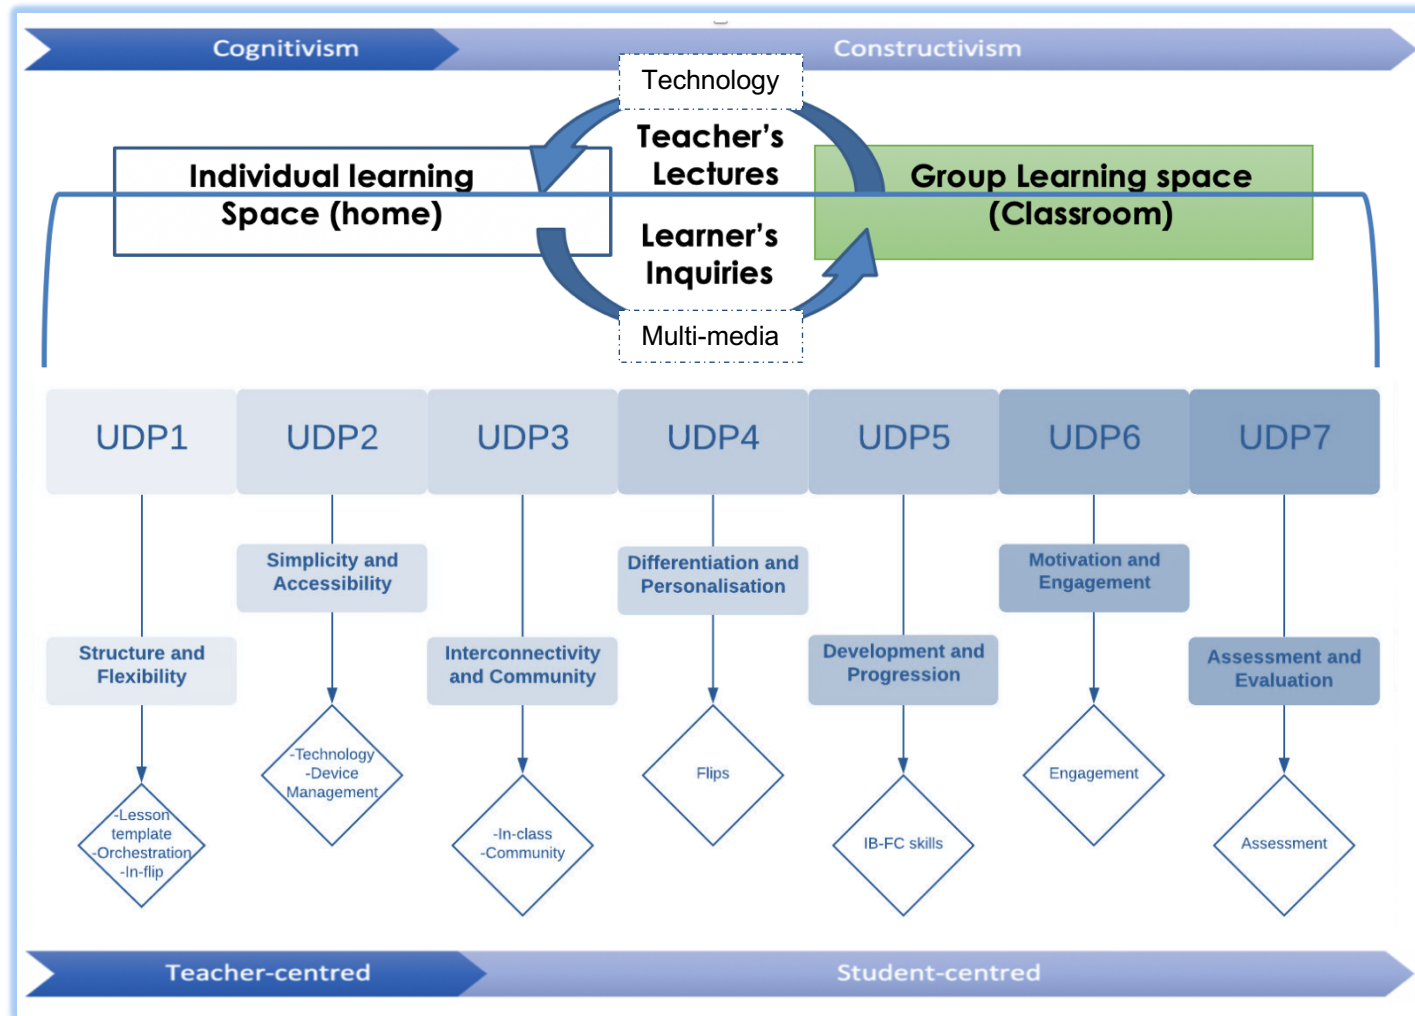 Cognitivism
Constructivism
Technology
Teacher's
Lectures
Individual learning
Space (home)
Group Learning space
(Classroom)
Learner's
Inquiries
Multi-media
UDP1
UDP2
UDP3
UDP4
UDP5
UDP6
UDP7
Simplicity and
Accessibility
Differentiation and
Personalisation
Motivation and
Engagement
Structure and
Flexibility
Interconnectivity
and Community
Development and
Progression
Assessment and
Evaluation
-Technology
-Device
Management
Flips
Engagement
-Lesson
template
-Orchestration
-In-flip
-In-class
-Community
IB-FC skills
Assessment
Teacher-centred
Student-centred